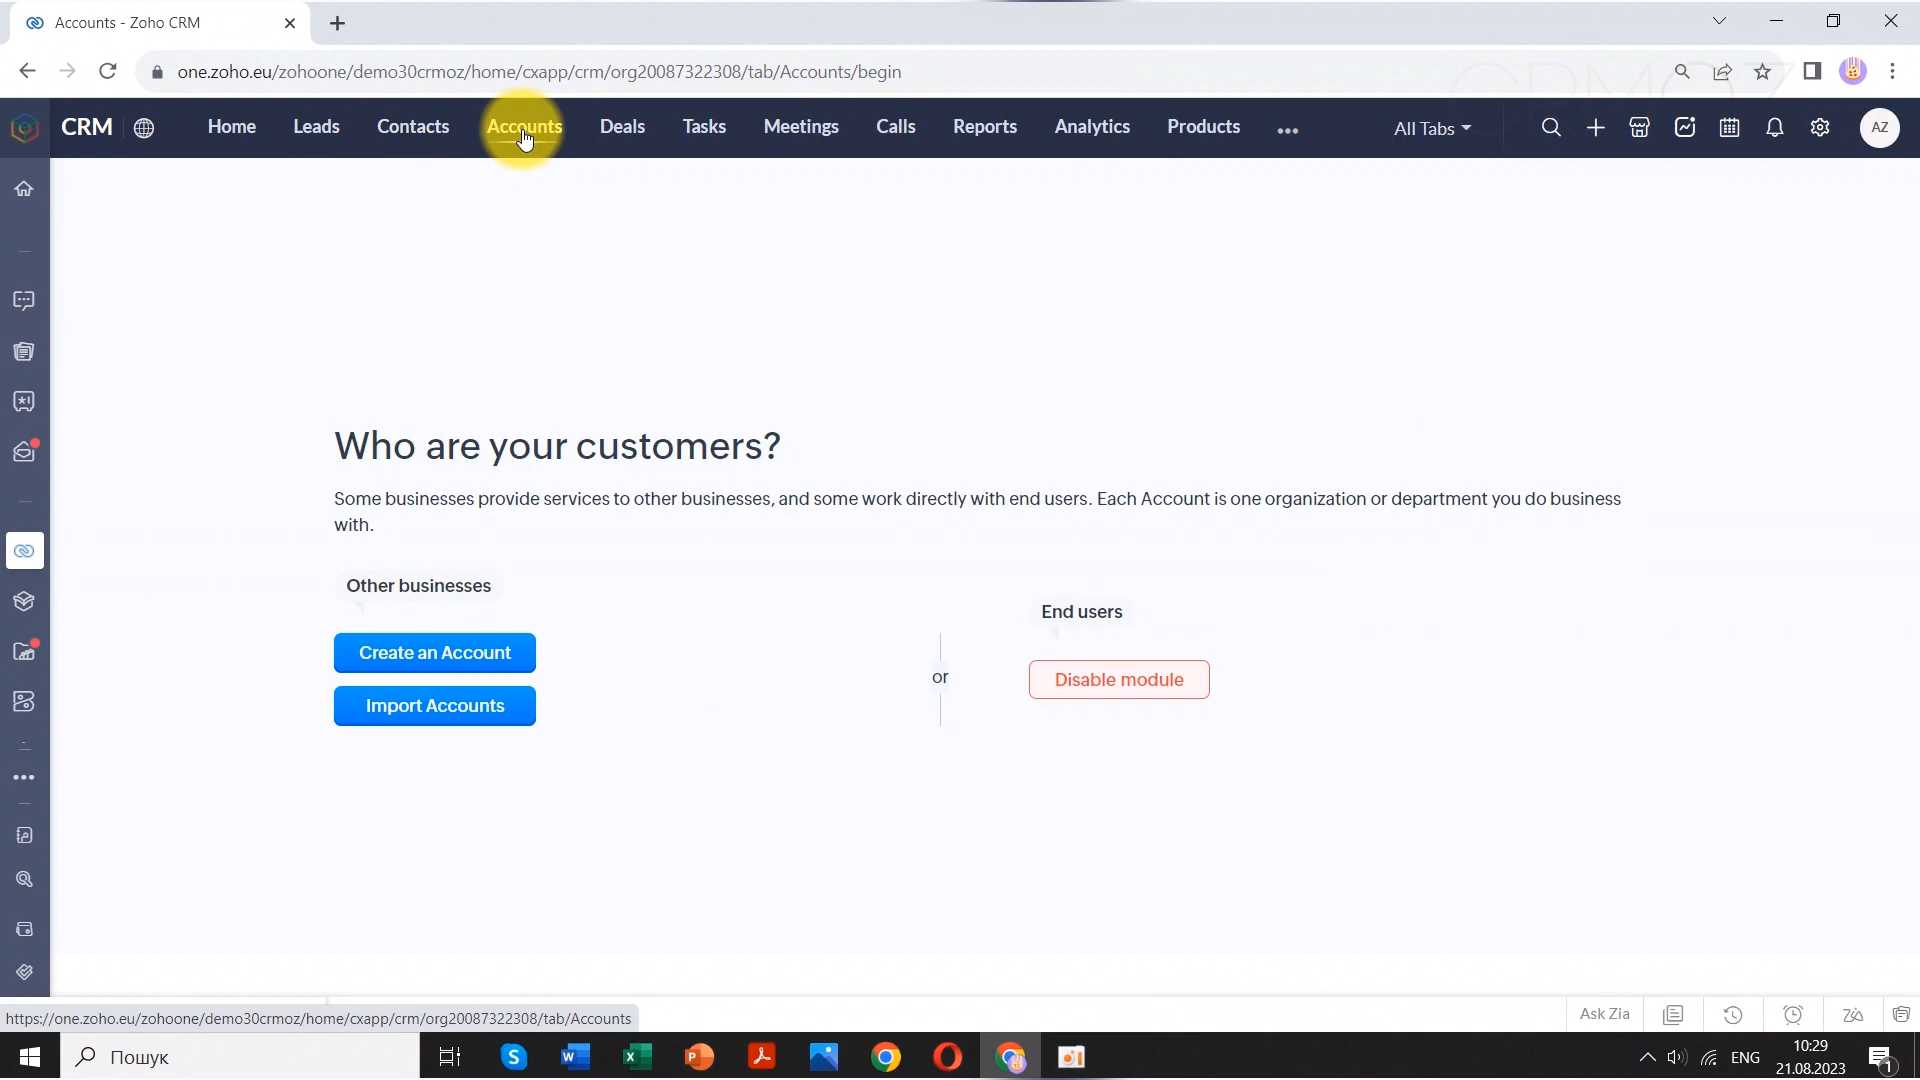 Accounts - Zoho CRM
one.zoho.eu/zohoone/demo30crmoz/home/cxapp/crm/org20087322308/tab/Accounts/begin
CRMOZ
CRM Home Leads Contacts Accounts Deals Tasks Meetings Calls Reports Analytics Products All Tabs AZ
Who are your customers?
Some businesses provide services to other businesses, and some work directly with end users. Each Account is one organization or department you do business
with.
Other businesses
End users
Create an Account
or
Disable module
Import Accounts
Ask Zia
https://one.zoho.eu/zohoone/demo30crmoz/home/cxapp/crm/org20087322308/tab/Accounts
Пошук
ENG
10:29
21.08.2023
1